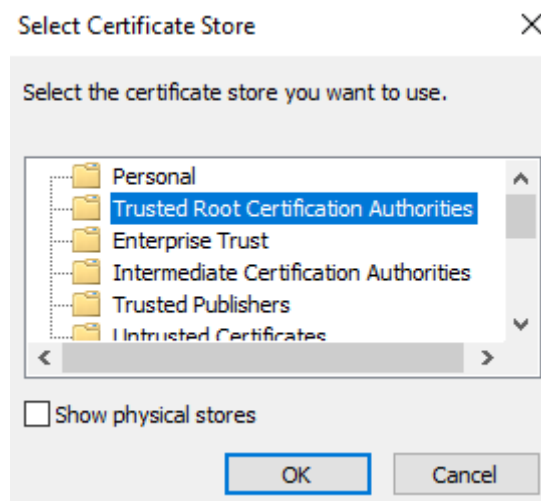 Select Certificate Store
Select the certificate store you want to use.
Personal
Trusted Root Certification Authorities
Enterprise Trust
Intermediate Certification Authorities
Trusted Publishers
Untrusted Certificates
Show physical stores
OK
Cancel